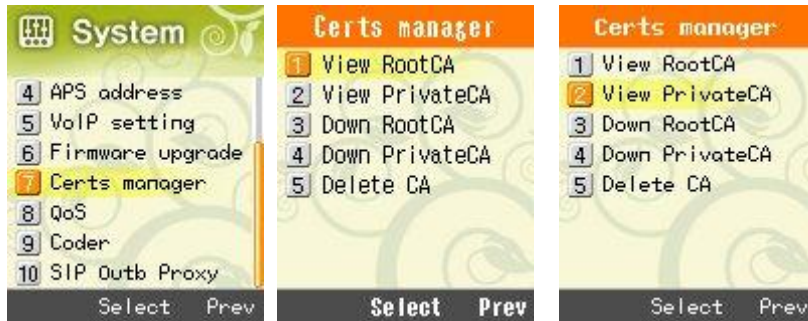 System
4 APS address
5 VoIP setting
6 Firmware upgrade
7 Certs manager
8 QoS
9 Coder
10 SIP Outb Proxy
Select Prev
Certs manager
1 View RootCA
2 View PrivateCA
3 Down RootCA
4 Down PrivateCA
5 Delete CA
Select Prev
Certs manager
1 View RootCA
2 View PrivateCA
3 Down RootCA
4 Down PrivateCA
5 Delete CA
Select Prev